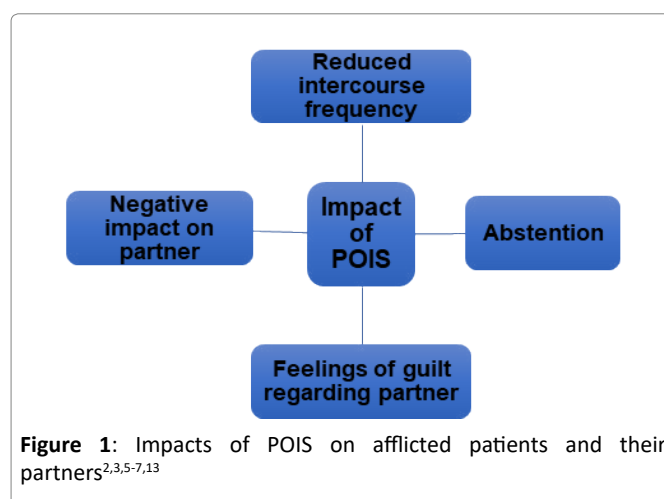 Reduced
intercourse
frequency
Negative
impact on
partner
Impact
of
POIS
Abstention
Feelings of guilt
regarding partner
Figure 1: Impacts of POIS on afflicted patients and their
partners2,3,5-7,13